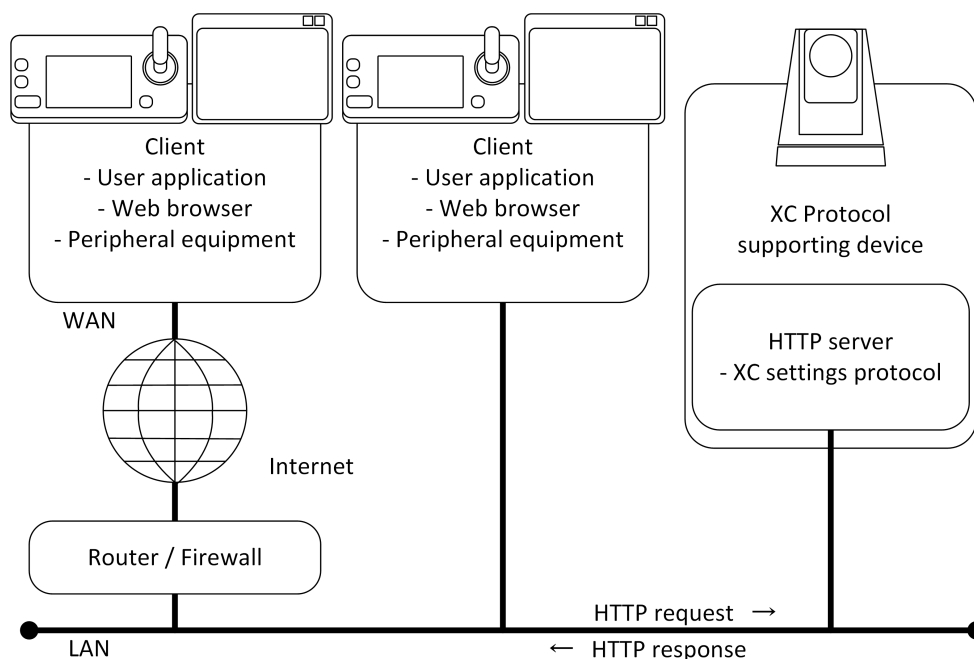 Client
- User application
- Web browser
- Peripheral equipment
Client
- User application
- Web browser
- Peripheral equipment
XC Protocol
supporting device
HTTP server
- XC settings protocol
WAN
Internet
Router / Firewall
HTTP request →
LAN
← HTTP response